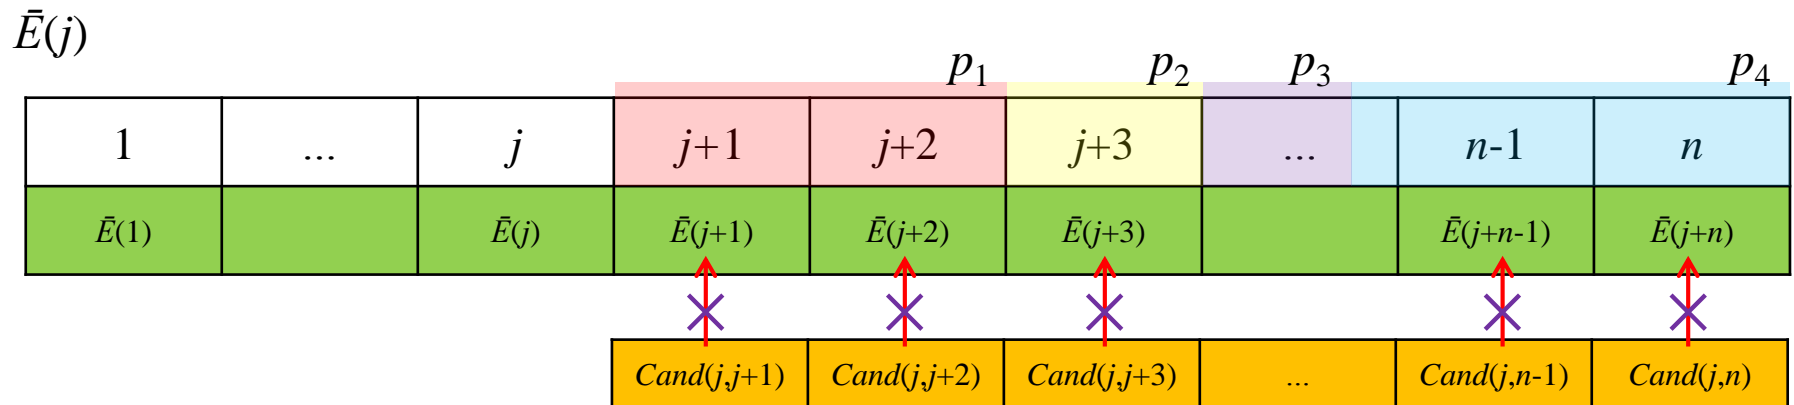 Ē(j)
p₁ p₂ p₃ p₄
1 ... j j+1 j+2 j+3 ... n-1 n
Ē(1) Ē(j) Ē(j+1) Ē(j+2) Ē(j+3) Ē(j+n-1) Ē(j+n)
Cand(j,j+1) Cand(j,j+2) Cand(j,j+3) ... Cand(j,n-1) Cand(j,n)